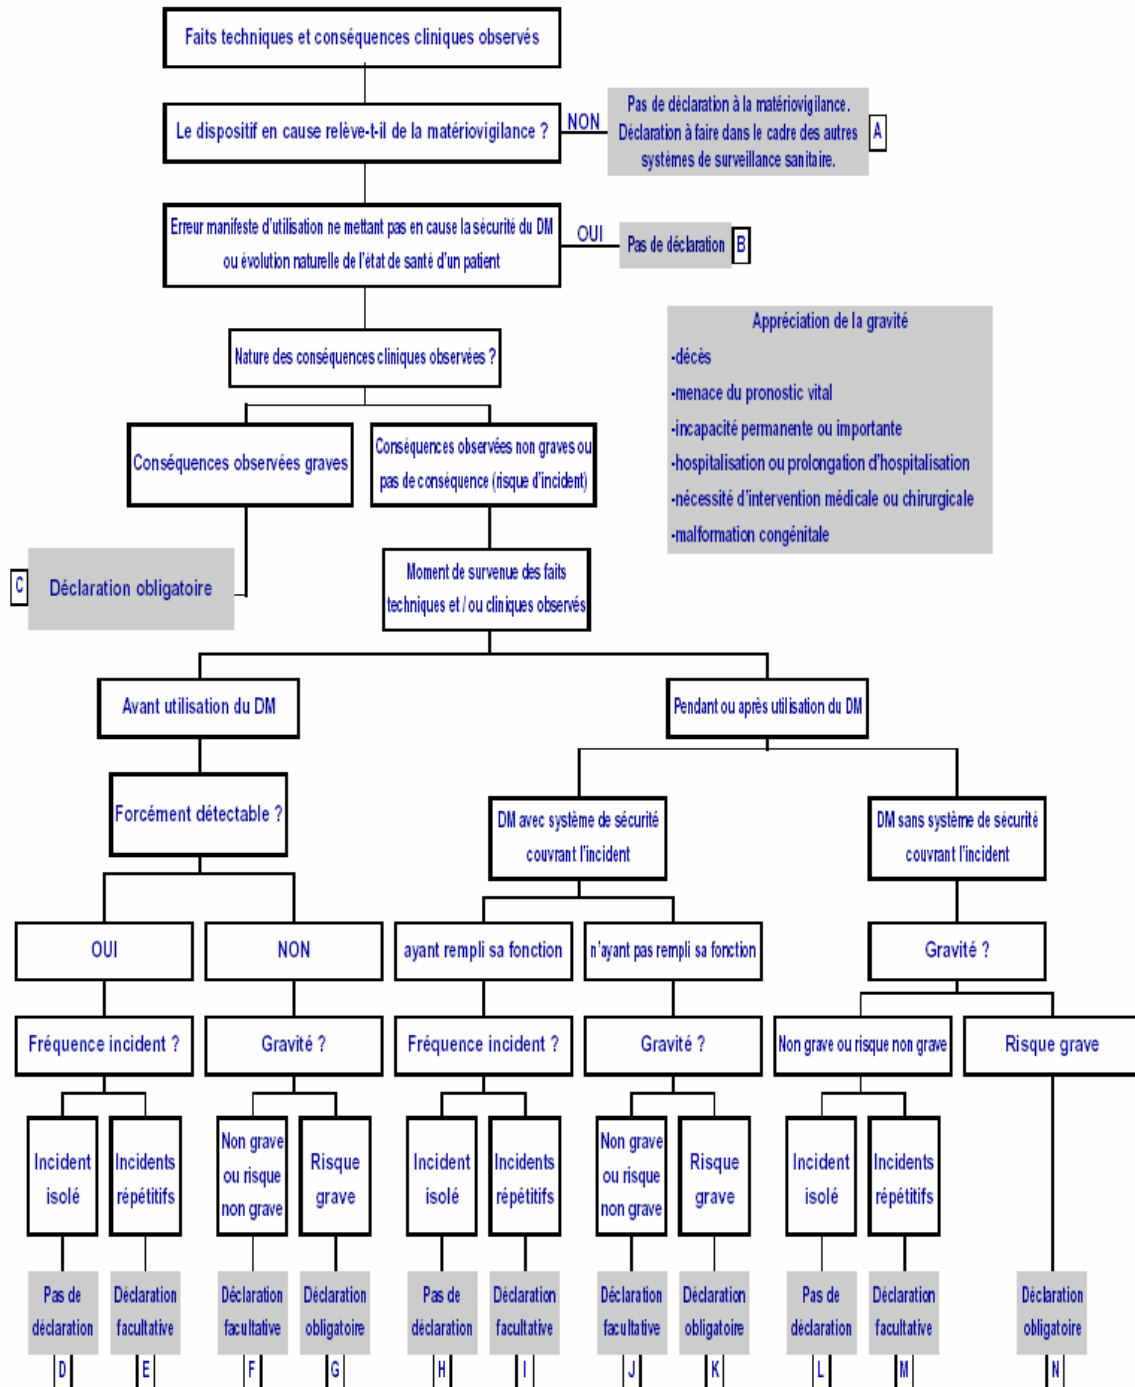 Faits techniques et conséquences cliniques observés
Le dispositif en cause relève-t-il de la matériovigilance ?
NON
Pas de déclaration à la matériovigilance.
Déclaration à faire dans le cadre des autres
systèmes de surveillance sanitaire.
A
Erreur manifeste d'utilisation ne mettant pas en cause la sécurité du DM
ou évolution naturelle de l'état de santé d'un patient
OUI
Pas de déclaration
B
Nature des conséquences cliniques observées ?
Appréciation de la gravité
-décès
-menace du pronostic vital
-incapacité permanente ou importante
-hospitalisation ou prolongation d'hospitalisation
-nécessité d'intervention médicale ou chirurgicale
-malformation congénitale
Conséquences observées graves
Conséquences observées non graves ou
pas de conséquence (risque d'incident)
C
Déclaration obligatoire
Moment de survenue des faits
techniques et / ou cliniques observés
Avant utilisation du DM
Pendant ou après utilisation du DM
Forcément détectable ?
DM avec système de sécurité
couvrant l'incident
DM sans système de sécurité
couvrant l'incident
OUI
NON
ayant rempli sa fonction
n'ayant pas rempli sa fonction
Gravité ?
Fréquence incident ?
Gravité ?
Fréquence incident ?
Gravité ?
Non grave ou risque non grave
Risque grave
Incident
isolé
Incidents
répétitifs
Non grave
ou risque
non grave
Risque
grave
Incident
isolé
Incidents
répétitifs
Non grave
ou risque
non grave
Risque
grave
Incident
isolé
Incidents
répétitifs
Pas de
déclaration
Déclaration
facultative
Déclaration
facultative
Déclaration
obligatoire
Pas de
déclaration
Déclaration
facultative
Déclaration
facultative
Déclaration
obligatoire
Pas de
déclaration
Déclaration
facultative
Déclaration
obligatoire
D
E
F
G
H
I
J
K
L
M
N